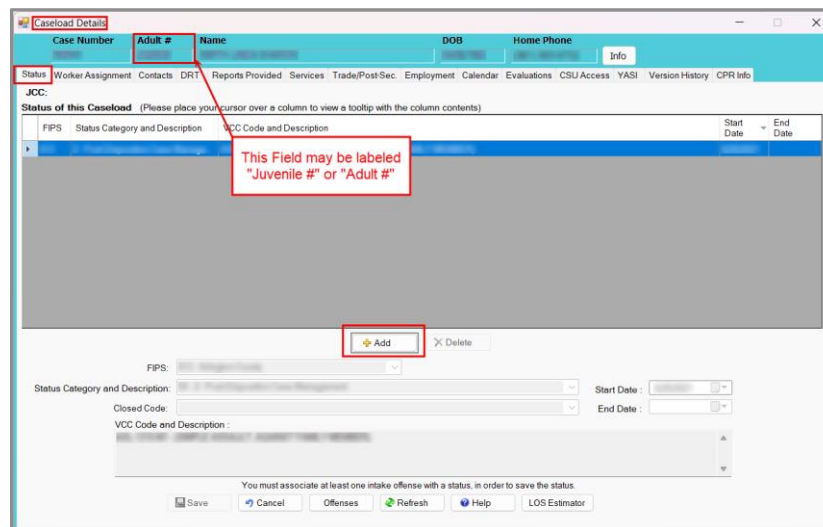 Caseload Details
Case Number Adult # Name DOB Home Phone
Info
Status Worker Assignment Contacts DRT Reports Provided Services Trade/Post-Sec. Employment Calendar Evaluations CSU Access YASI Version History CPR Info
JCC:
Status of this Caseload (Please place your cursor over a column to view a tooltip with the column contents)
FIPS Status Category and Description VCC Code and Description Start Date End Date
This Field may be labeled
"Juvenile #" or "Adult #"
Add Delete
FIPS:
Status Category and Description: Start Date :
Closed Code: End Date :
VCC Code and Description :
You must associate at least one intake offense with a status, in order to save the status.
Save Cancel Offenses Refresh Help LOS Estimator